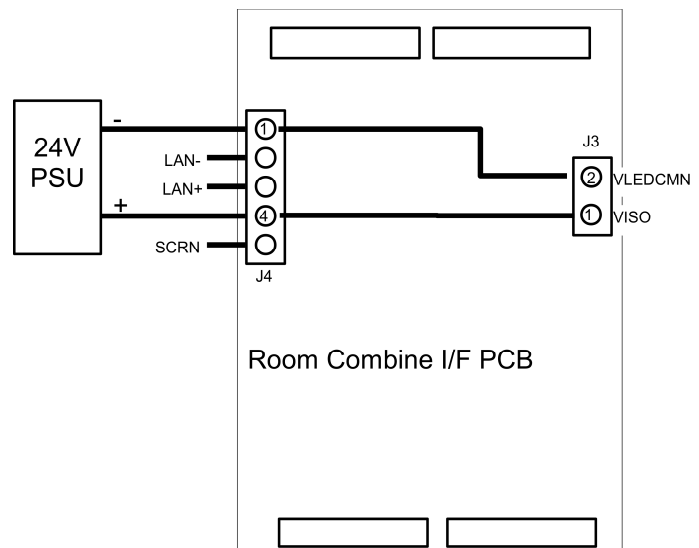 24V
PSU
-
+
LAN-
LAN+
SCRN
1
4
J4
J3
2
VLEDCMN
1
VISO
Room Combine I/F PCB